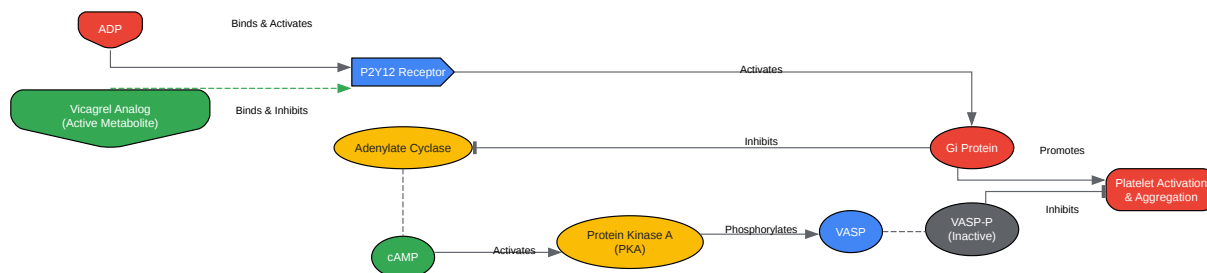 ADP
Binds & Activates
P2Y12 Receptor
Activates
Vicagrel Analog
(Active Metabolite)
Binds & Inhibits
Adenylate Cyclase
Inhibits
Gi Protein
Promotes
Platelet Activation
& Aggregation
Inhibits
cAMP
Activates
Protein Kinase A
(PKA)
Phosphorylates
VASP
VASP-P
(Inactive)